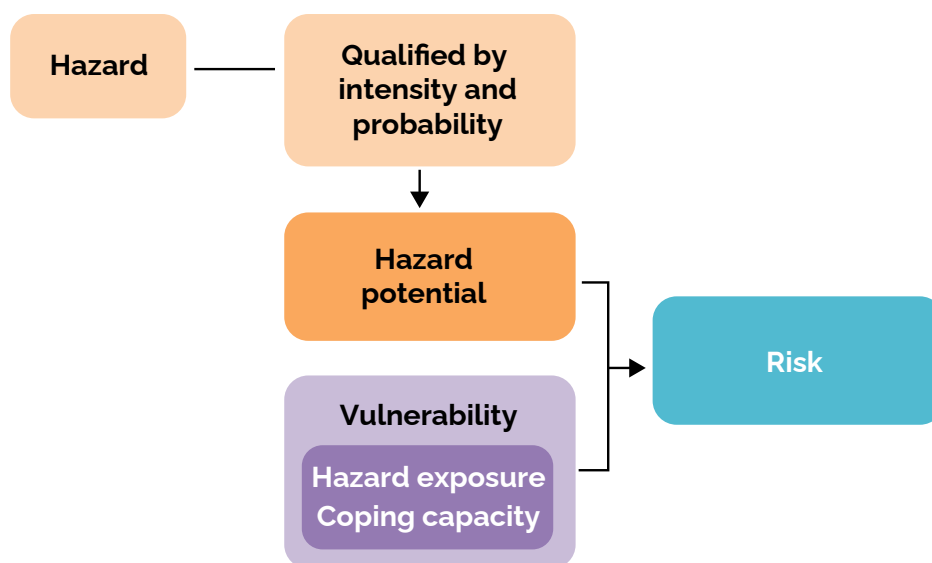 Hazard
Qualified by
intensity and
probability
Hazard
potential
Risk
Vulnerability
Hazard exposure
Coping capacity